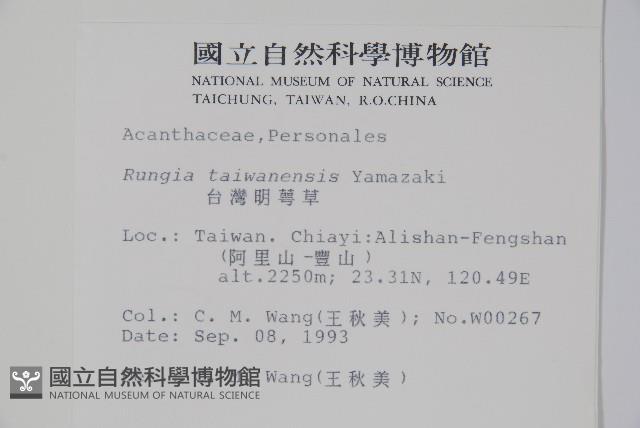 國立自然科學博物館
NATIONAL MUSEUM OF NATURAL SCIENCE
TAICHUNG, TAIWAN, R.O.CHINA
Acanthaceae,Personales
Rungia taiwanensis Yamazaki
台灣明萼草
Loc.: Taiwan. Chiayi:Alishan-Fengshan
(阿里山-豐山)
alt.2250m; 23.31N, 120.49E
Col.: C. M. Wang(王秋美); No.W00267
Date: Sep. 08, 1993
Wang(王秋美)
國立自然科學博物館
NATIONAL MUSEUM OF NATURAL SCIENCE